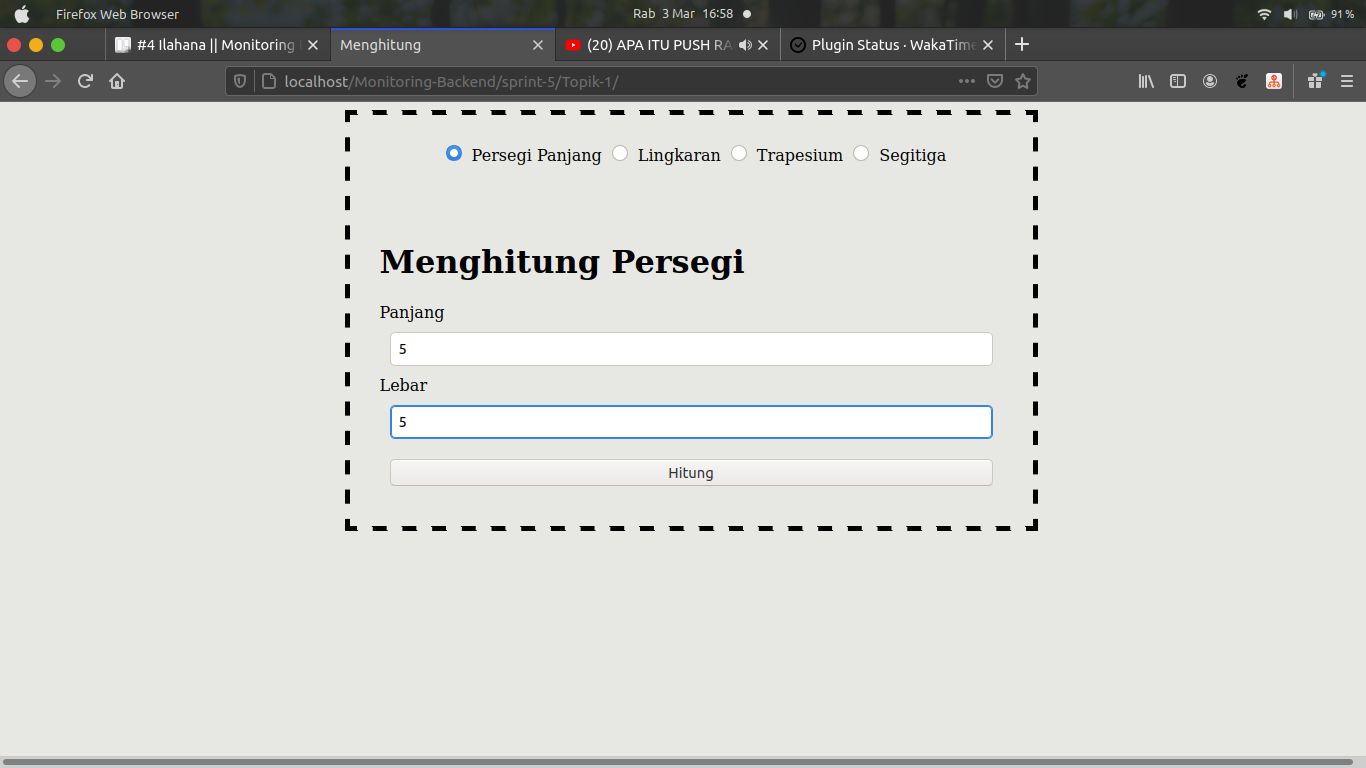 Firefox Web Browser
Rab 3 Mar 16:58
91 %
#4 Ilahana || Monitoring
Menghitung
(20) APA ITU PUSH RA
Plugin Status · WakaTime
localhost/Monitoring-Backend/sprint-5/Topik-1/
Persegi Panjang Lingkaran Trapesium Segitiga
Menghitung Persegi
Panjang
5
Lebar
5
Hitung